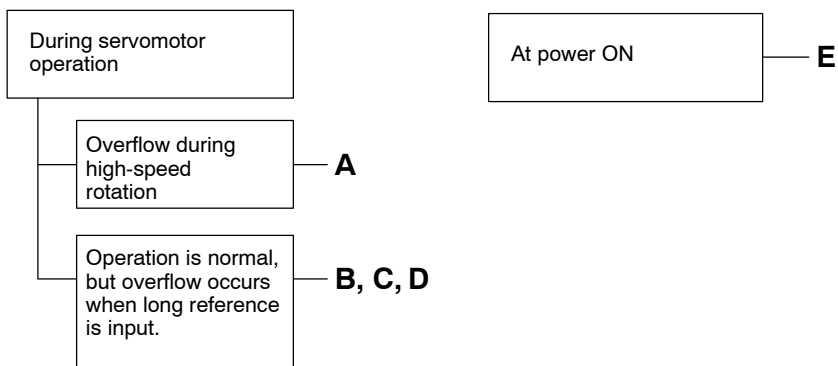 During servomotor
operation
At power ON
E
Overflow during
high-speed
rotation
A
Operation is normal,
but overflow occurs
when long reference
is input.
B, C, D